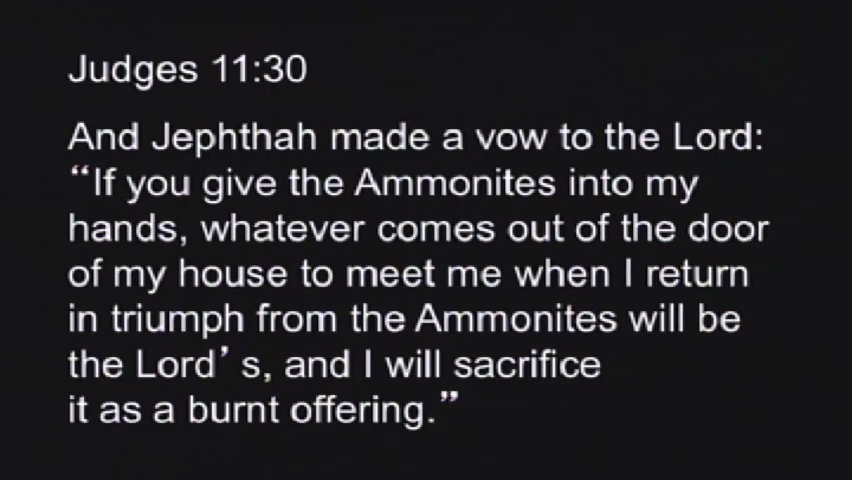 Judges 11:30
And Jephthah made a vow to the Lord:
“If you give the Ammonites into my
hands, whatever comes out of the door
of my house to meet me when I return
in triumph from the Ammonites will be
the Lord’ s, and I will sacrifice
it as a burnt offering.”